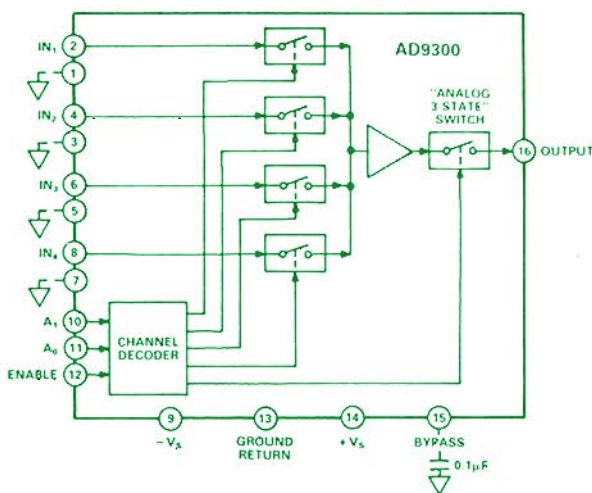 IN₁ 2
1
IN₂ 4
3
IN₃ 6
5
IN₄ 8
7
A₁ 10
A₀ 11
ENABLE 12
CHANNEL
DECODER
AD9300
"ANALOG
3 STATE"
SWITCH
16 OUTPUT
9
-Vₛ
13
GROUND
RETURN
14
+Vₛ
15
BYPASS
0.1μF